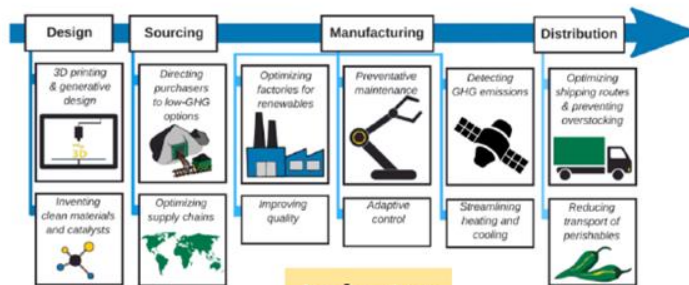 Design
Sourcing
Manufacturing
Distribution
3D printing
& generative
design
3D
Inventing
clean materials
and catalysts
Directing
purchasers
to low-GHG
options
Optimizing
supply chains
Optimizing
factories for
renewables
Improving
quality
Preventative
maintenance
Adaptive
control
Detecting
GHG emissions
Streamlining
heating and
cooling
Optimizing
shipping routes
& preventing
overstocking
Reducing
transport of
perishables